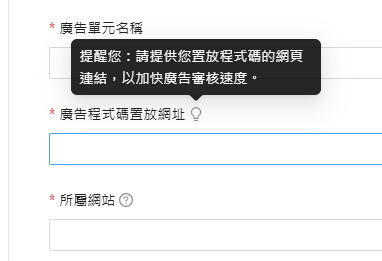 * 廣告單元名稱
提醒您：請提供您置放程式碼的網頁
連結，以加快廣告審核速度。
* 廣告程式碼置放網址
* 所屬網站